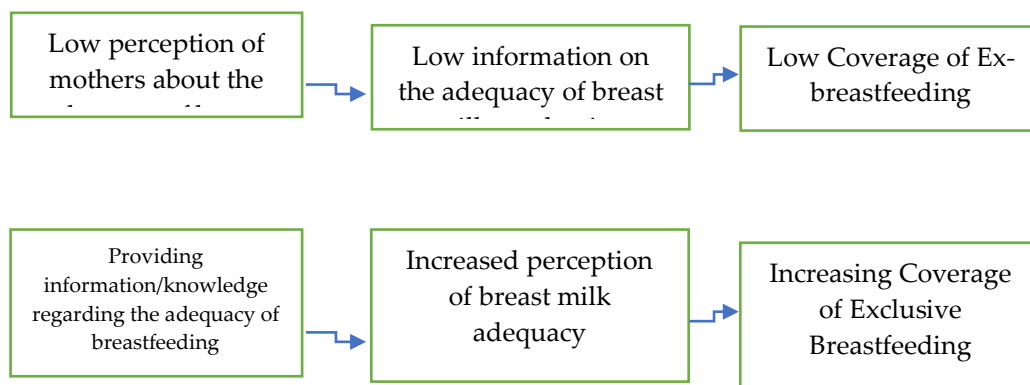 Low perception of
mothers about the
Low information on
the adequacy of breast
Low Coverage of Ex-
breastfeeding
Providing
information/knowledge
regarding the adequacy of
breastfeeding
Increased perception
of breast milk
adequacy
Increasing Coverage
of Exclusive
Breastfeeding